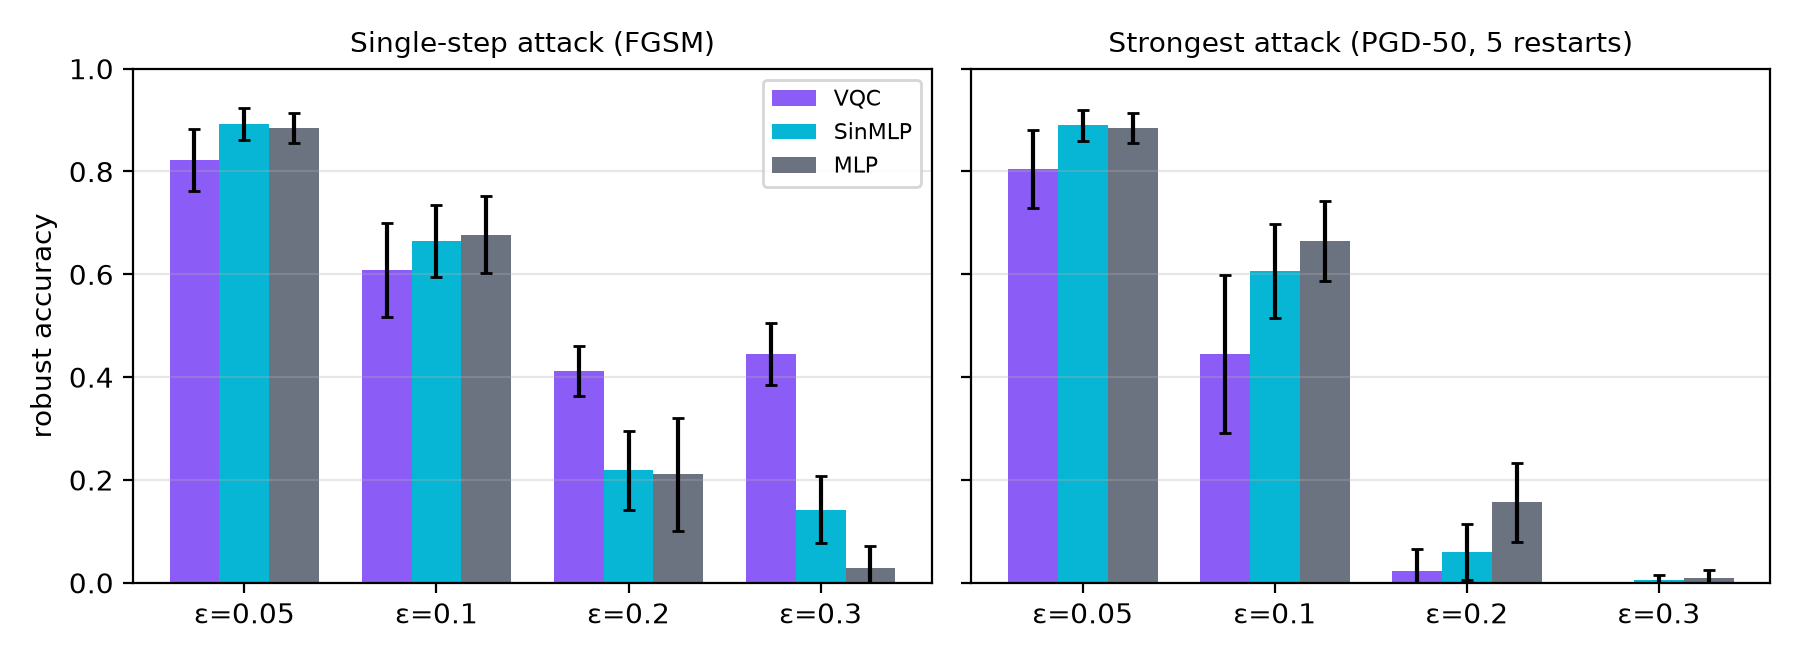 Single-step attack (FGSM)
Strongest attack (PGD-50, 5 restarts)
robust accuracy
1.0
0.8
0.6
0.4
0.2
0.0
VQC
SinMLP
MLP
ε=0.05
ε=0.1
ε=0.2
ε=0.3
ε=0.05
ε=0.1
ε=0.2
ε=0.3